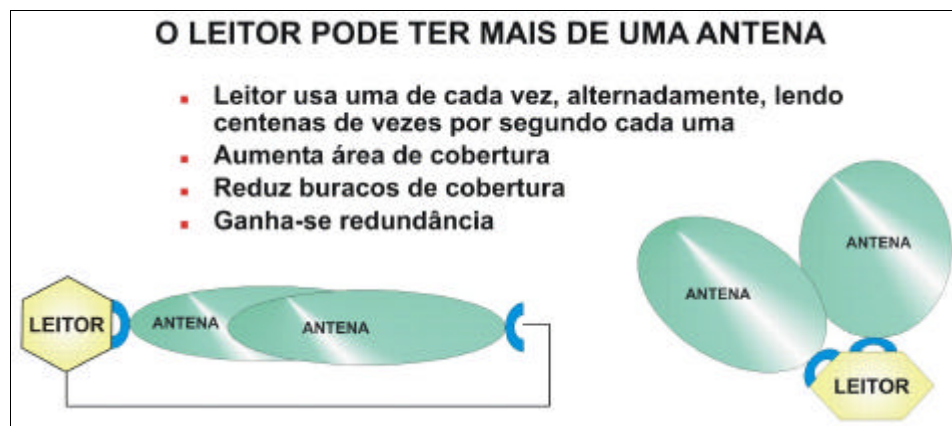 O LEITOR PODE TER MAIS DE UMA ANTENA
Leitor usa uma de cada vez, alternadamente, lendo
centenas de vezes por segundo cada uma
Aumenta área de cobertura
Reduz buracos de cobertura
Ganha-se redundância
LEITOR
ANTENA
ANTENA
ANTENA
ANTENA
LEITOR